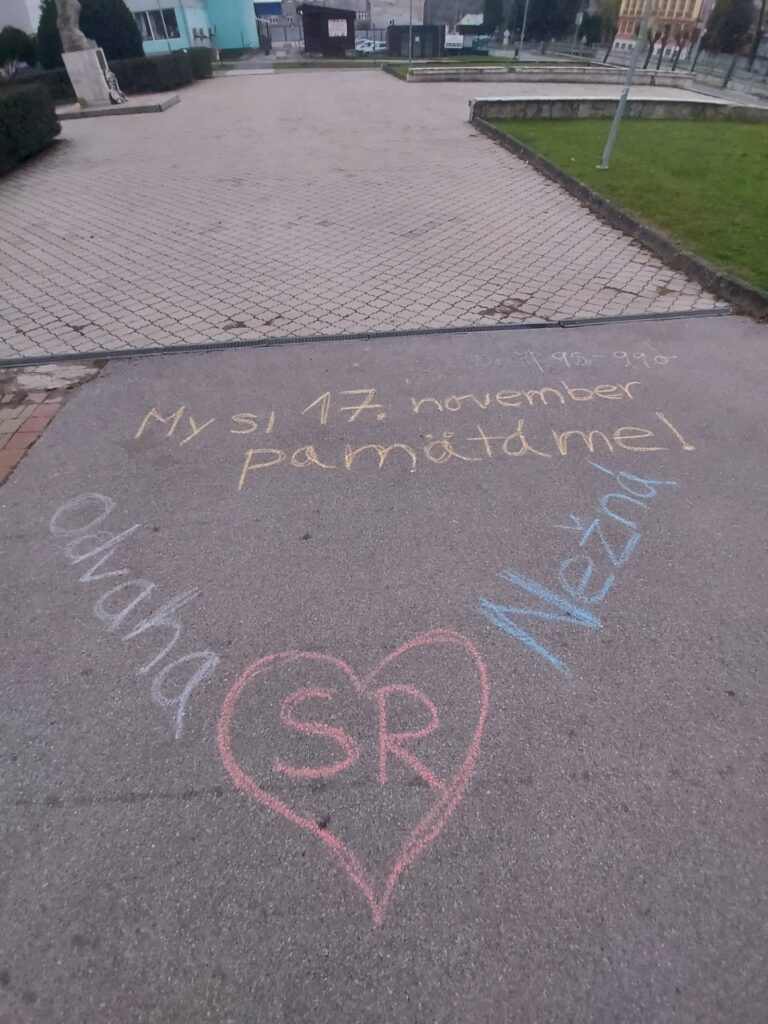 My si 17. november
pamätáme!
Odvaha
Nežná
SR